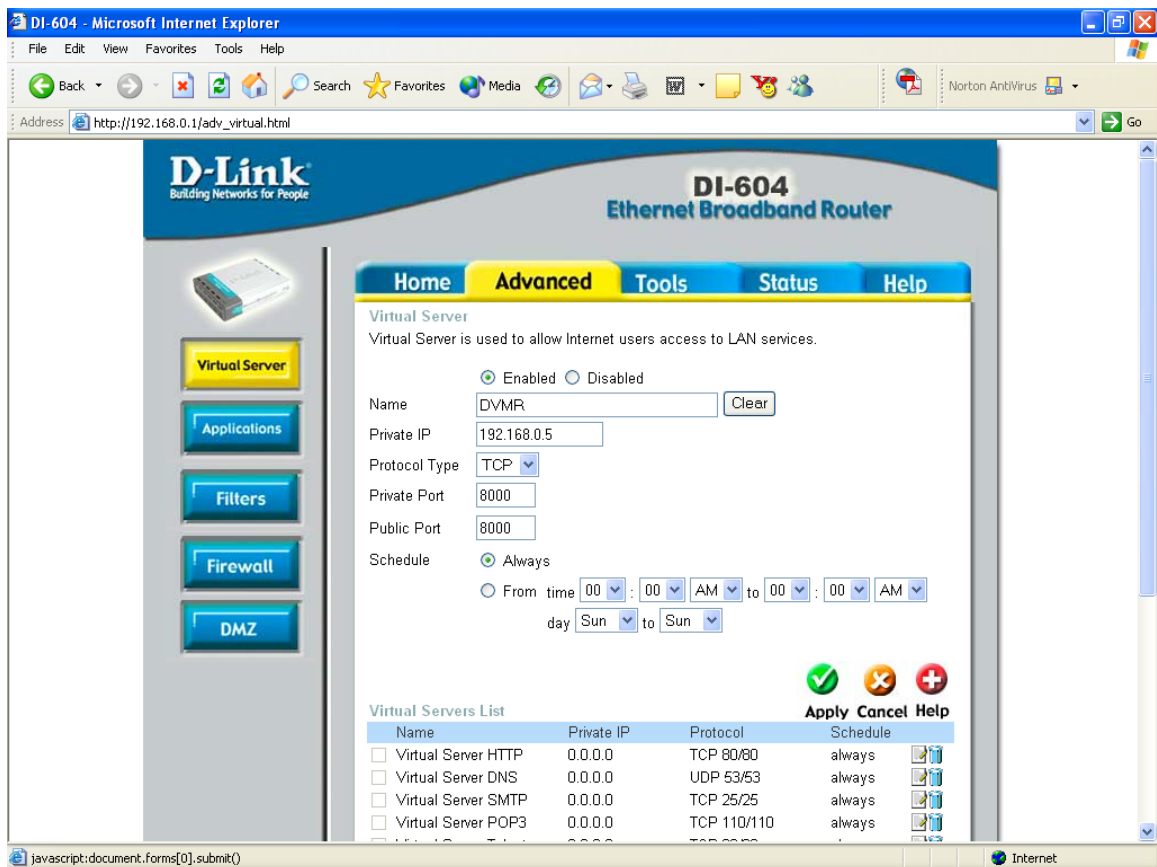 DI-604 - Microsoft Internet Explorer
File Edit View Favorites Tools Help
Back Search Favorites Media Norton AntiVirus
Address http://192.168.0.1/adv_virtual.html Go
D-Link
Building Networks for People
DI-604
Ethernet Broadband Router
Home Advanced Tools Status Help
Virtual Server
Virtual Server is used to allow Internet users access to LAN services.
Virtual Server
Enabled Disabled
Name DVMR Clear
Applications
Private IP 192.168.0.5
Protocol Type TCP
Filters
Private Port 8000
Public Port 8000
Firewall
Schedule Always
From time 00 : 00 AM to 00 : 00 AM
day Sun to Sun
DMZ
Apply Cancel Help
Virtual Servers List
Name Private IP Protocol Schedule
Virtual Server HTTP 0.0.0.0 TCP 80/80 always
Virtual Server DNS 0.0.0.0 UDP 53/53 always
Virtual Server SMTP 0.0.0.0 TCP 25/25 always
Virtual Server POP3 0.0.0.0 TCP 110/110 always
javascript:document.forms[0].submit() Internet